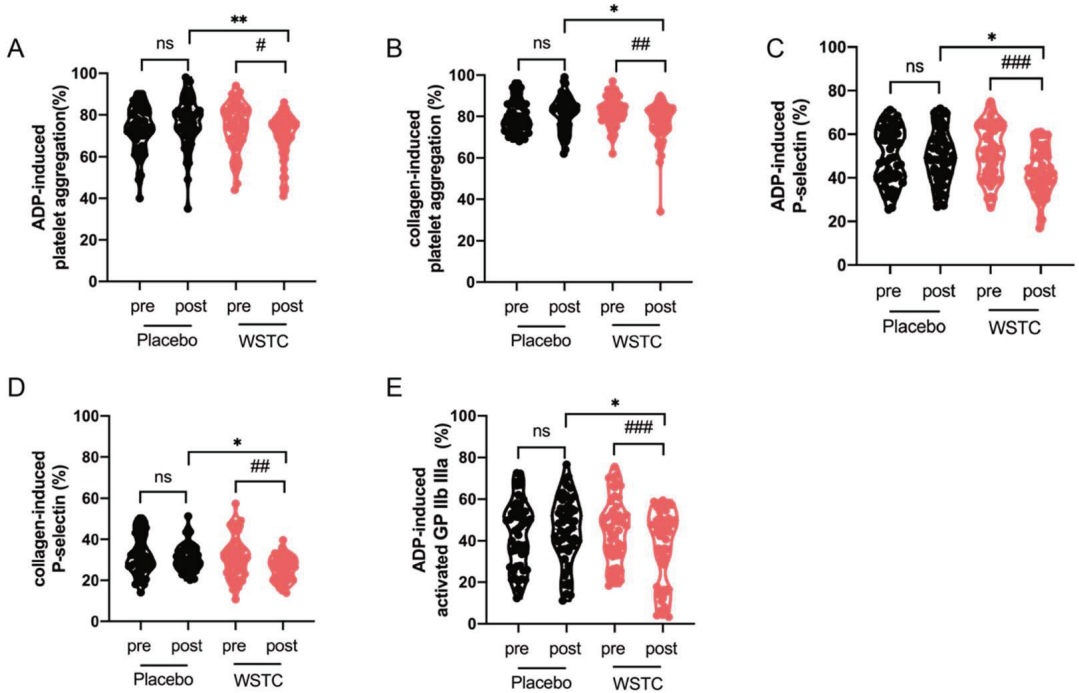 A
ADP-induced
platelet aggregation(%)
100
80
60
40
20
0
ns
**
#
pre
post
pre
post
Placebo
WSTC
B
collagen-induced
platelet aggregation (%)
100
80
60
40
20
0
ns
*
##
pre
post
pre
post
Placebo
WSTC
C
ADP-induced
P-selectin (%)
100
80
60
40
20
0
ns
*
###
pre
post
pre
post
Placebo
WSTC
D
collagen-induced
P-selectin (%)
100
80
60
40
20
0
ns
*
##
pre
post
pre
post
Placebo
WSTC
E
ADP-induced
activated GP IIb IIIa (%)
100
80
60
40
20
0
ns
*
###
pre
post
pre
post
Placebo
WSTC